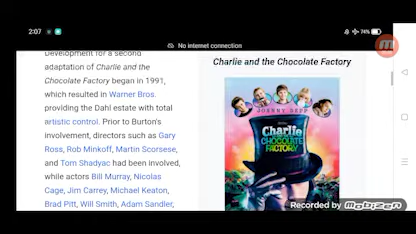 2:07
74%
No internet connection
Development for a second
adaptation of Charlie and the
Chocolate Factory began in 1991,
which resulted in Warner Bros.
providing the Dahl estate with total
artistic control. Prior to Burton's
involvement, directors such as Gary
Ross, Rob Minkoff, Martin Scorsese,
and Tom Shadyac had been involved,
while actors Bill Murray, Nicolas
Cage, Jim Carrey, Michael Keaton,
Brad Pitt, Will Smith, Adam Sandler,
Charlie and the Chocolate Factory
JOHNNY DEPP
Charlie
AND THE
CHOCOLATE
FACTORY
Recorded by mobizen